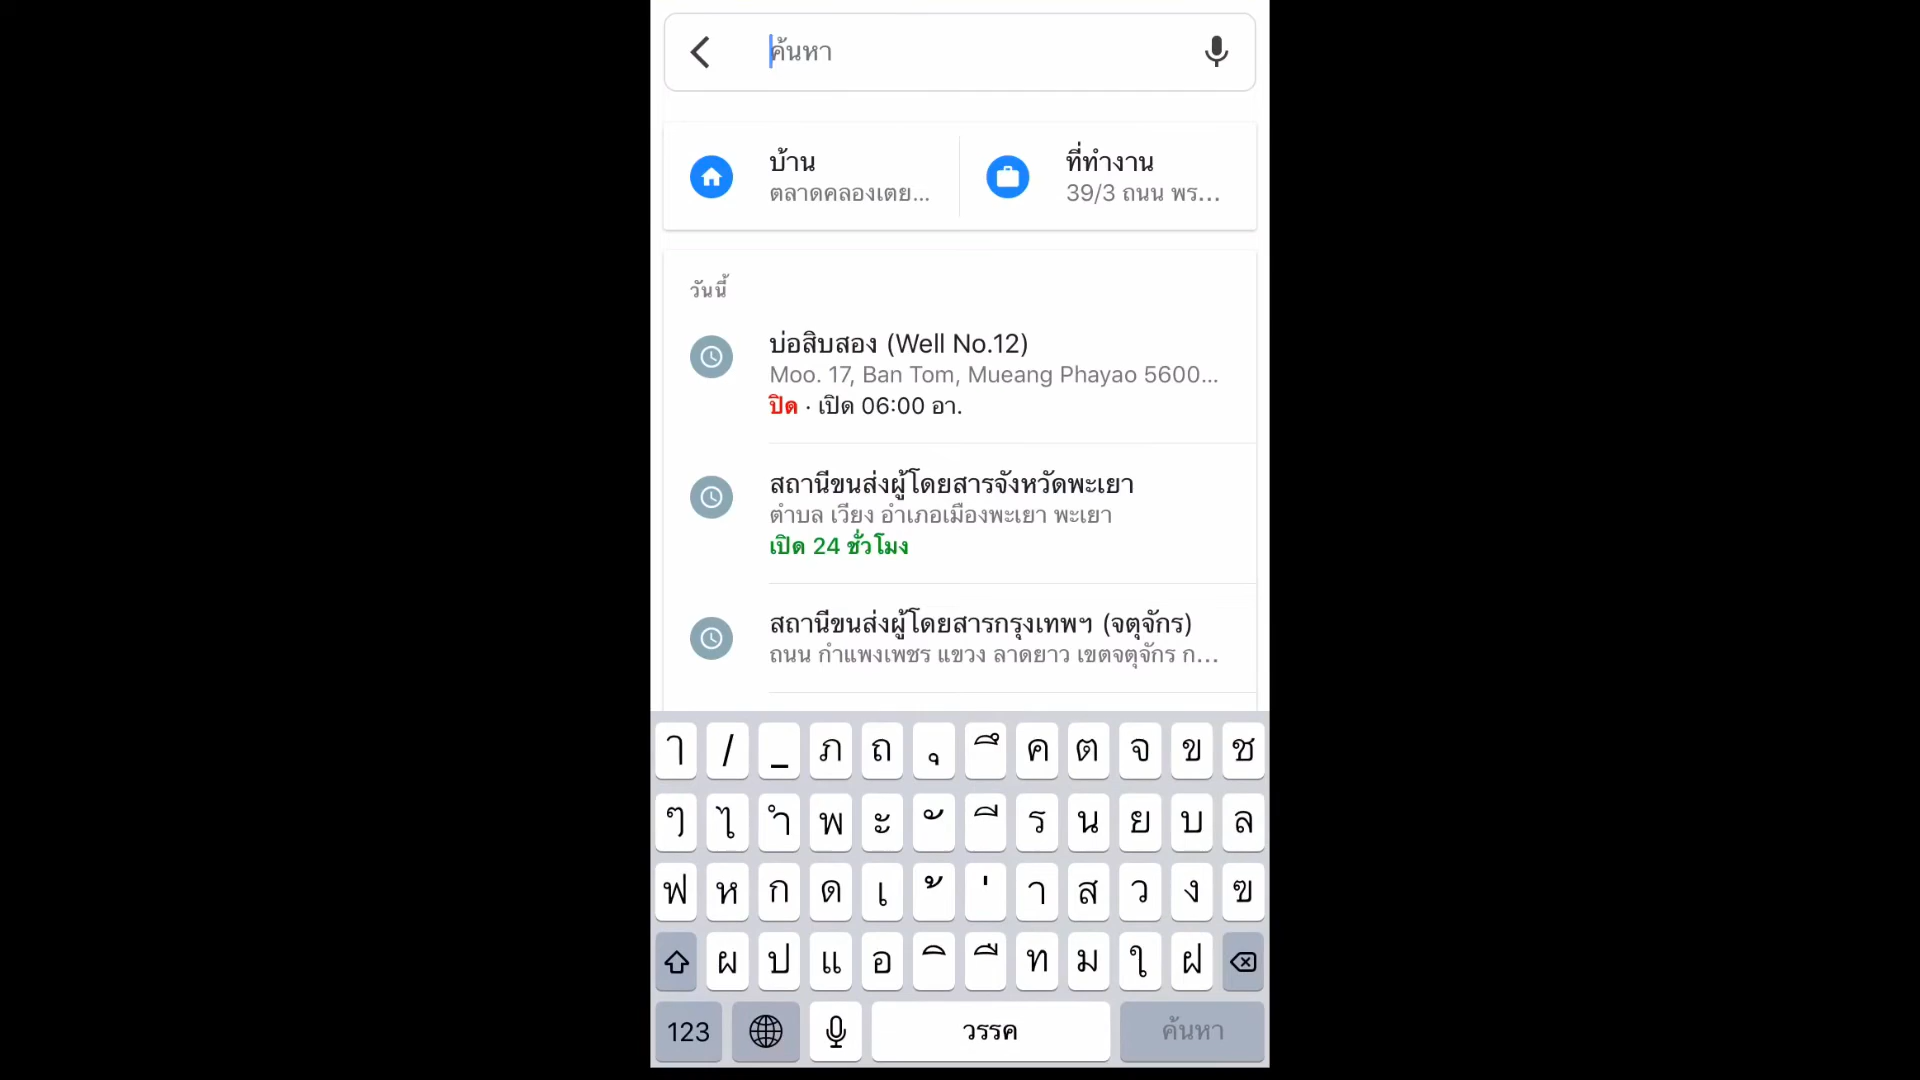 ค้นหา
บ้าน
ตลาดคลองเตย...
ที่ทำงาน
39/3 ถนน พร...
วันนี้
บ่อสิบสอง (Well No.12)
Moo. 17, Ban Tom, Mueang Phayao 5600...
ปิด · เปิด 06:00 อา.
สถานีขนส่งผู้โดยสารจังหวัดพะเยา
ตำบล เวียง อำเภอเมืองพะเยา พะเยา
เปิด 24 ชั่วโมง
สถานีขนส่งผู้โดยสารกรุงเทพฯ (จตุจักร)
ถนน กำแพงเพชร แขวง ลาดยาว เขตจตุจักร ก...
ๅ / _ ภ ถ ุ ึ ค ต จ ข ช
ๆ ไ ำ พ ะ ั ี ร น ย บ ล
ฟ ห ก ด เ ้ ่ า ส ว ง ฃ
ผ ป แ อ ิ ื ท ม ใ ฝ
123 วรรค ค้นหา